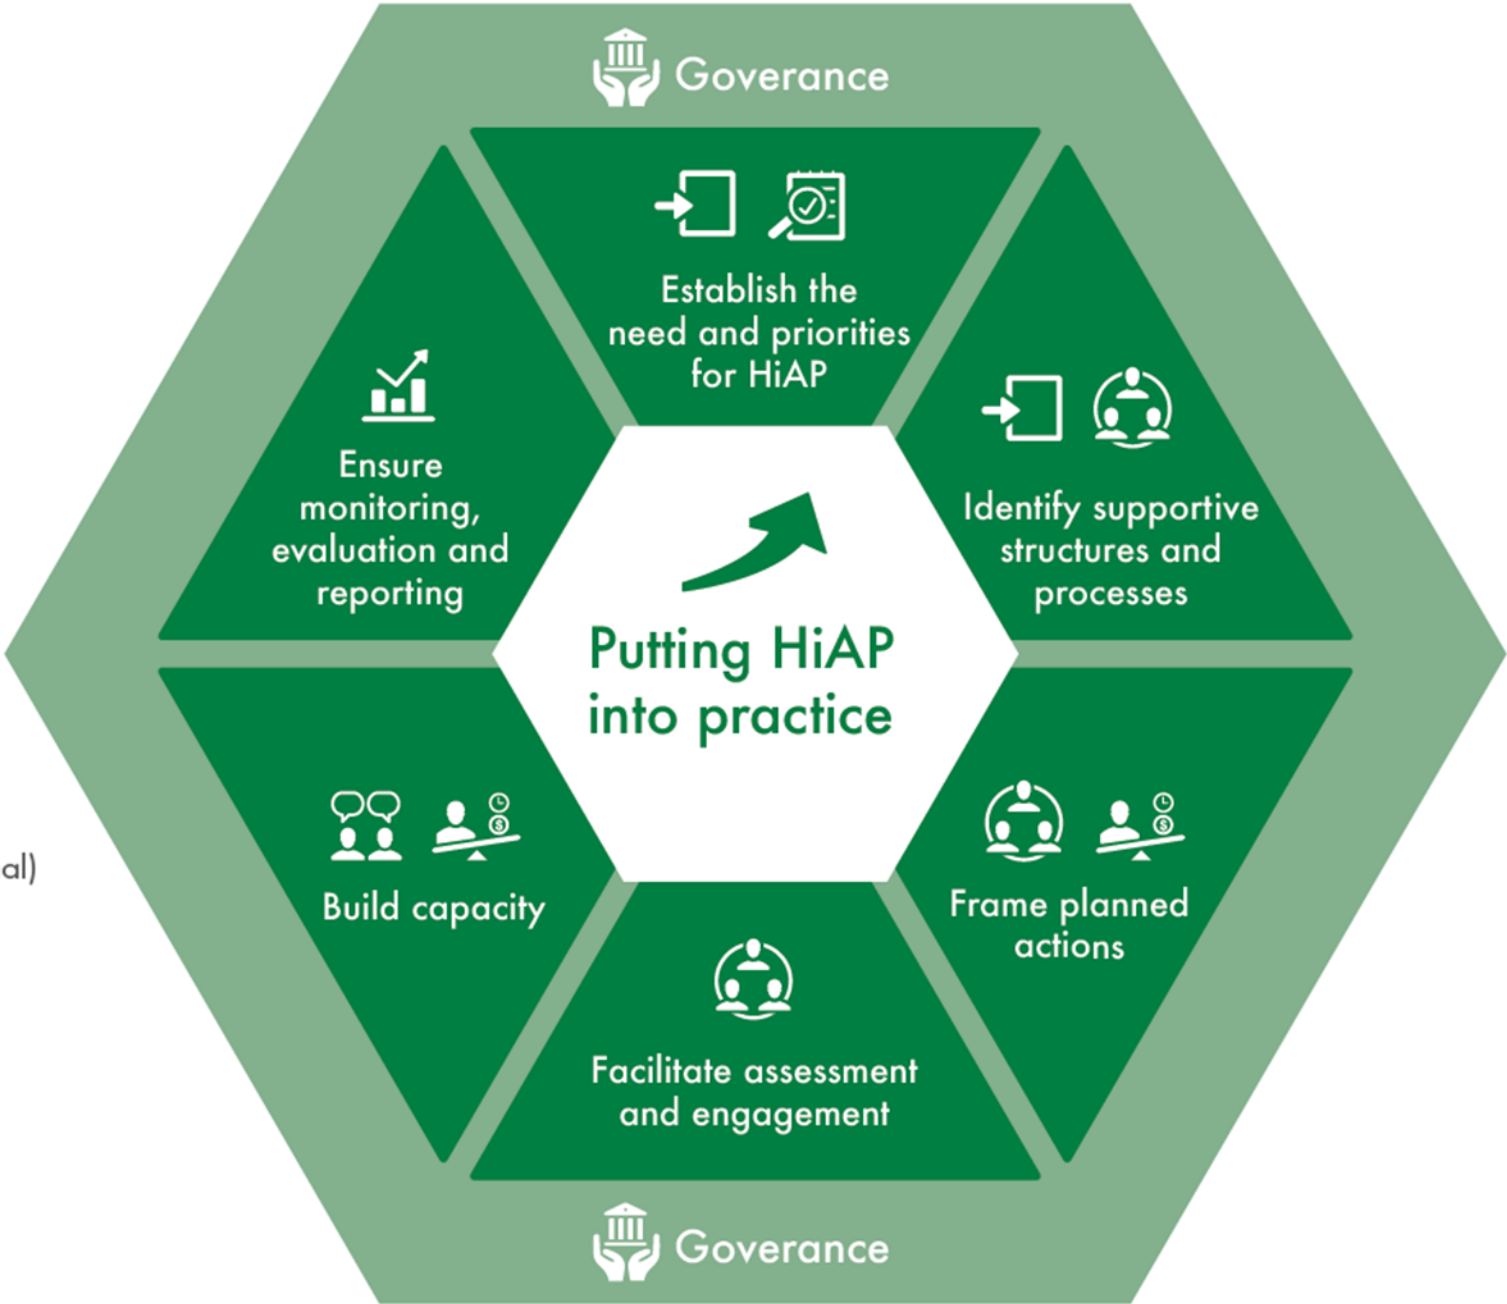 Goverance
Establish the
need and priorities
for HiAP
Identify supportive
structures and
processes
Frame planned
actions
Facilitate assessment
and engagement
Build capacity
Ensure
monitoring,
evaluation and
reporting
Putting HiAP
into practice
Goverance
al)